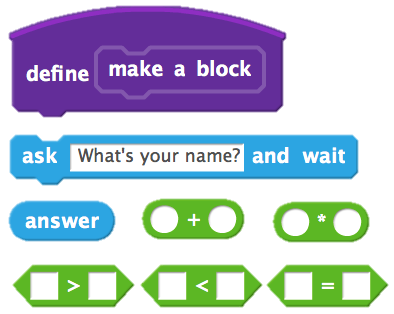 define make a block
ask What's your name? and wait
answer + *
> < =